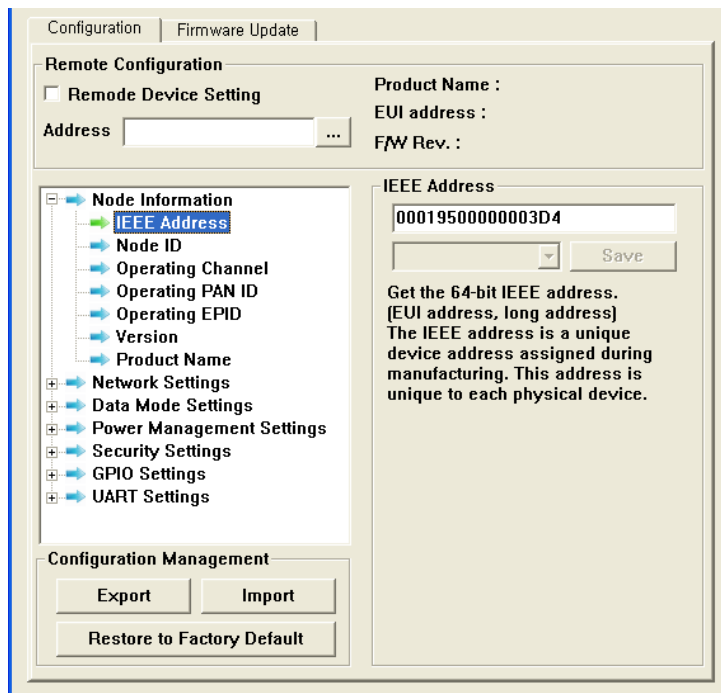 Configuration
Firmware Update
Remote Configuration
Remode Device Setting
Address
...
Product Name :
EUI address :
F/W Rev. :
Node Information
IEEE Address
Node ID
Operating Channel
Operating PAN ID
Operating EPID
Version
Product Name
Network Settings
Data Mode Settings
Power Management Settings
Security Settings
GPIO Settings
UART Settings
Configuration Management
Export
Import
Restore to Factory Default
IEEE Address
00019500000003D4
Save
Get the 64-bit IEEE address.
(EUI address, long address)
The IEEE address is a unique
device address assigned during
manufacturing. This address is
unique to each physical device.